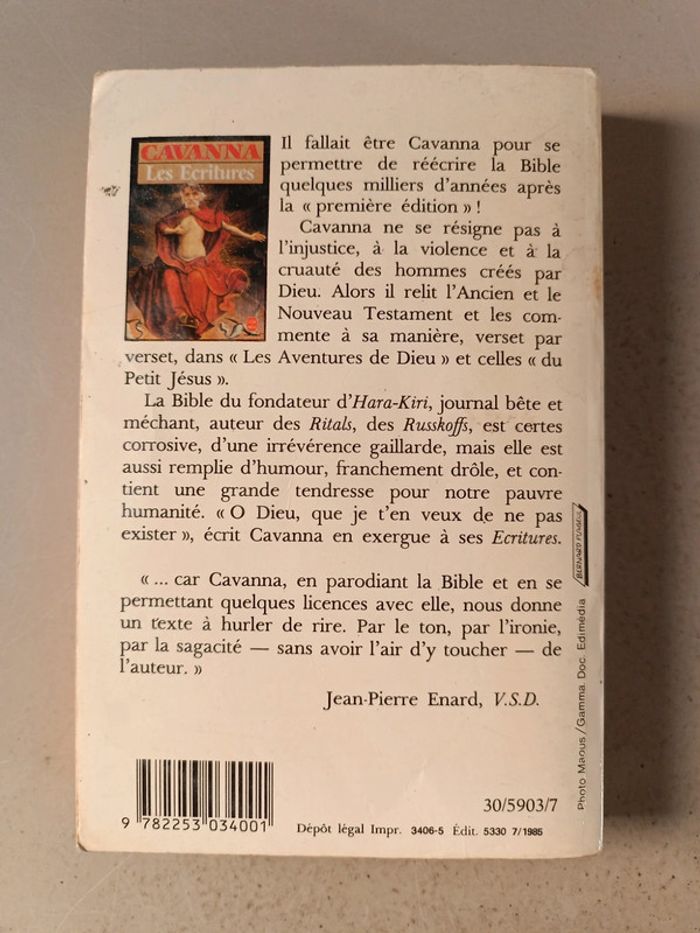 CAVANNA
Les Ecritures
Il fallait être Cavanna pour se
permettre de réécrire la Bible
quelques milliers d'années après
la « première édition » !
Cavanna ne se résigne pas à
l'injustice, à la violence et à la
cruauté des hommes créés par
Dieu. Alors il relit l'Ancien et le
Nouveau Testament et les com-
mente à sa manière, verset par
verset, dans « Les Aventures de Dieu » et celles « du
Petit Jésus ».
La Bible du fondateur d'Hara-Kiri, journal bête et
méchant, auteur des Ritals, des Russkoffs, est certes
corrosive, d'une irrévérence gaillarde, mais elle est
aussi remplie d'humour, franchement drôle, et con-
tient une grande tendresse pour notre pauvre
humanité. « O Dieu, que je t'en veux de ne pas
exister », écrit Cavanna en exergue à ses Ecritures.
« ... car Cavanna, en parodiant la Bible et en se
permettant quelques licences avec elle, nous donne
un texte à hurler de rire. Par le ton, par l'ironie,
par la sagacité — sans avoir l'air d'y toucher — de
l'auteur. »
Jean-Pierre Enard, V.S.D.
Photo Maous/Gamma. Doc. Edimédia
30/5903/7
9 782253 034001
Dépôt légal Impr. 3406-5 Édit. 5330 7/1985